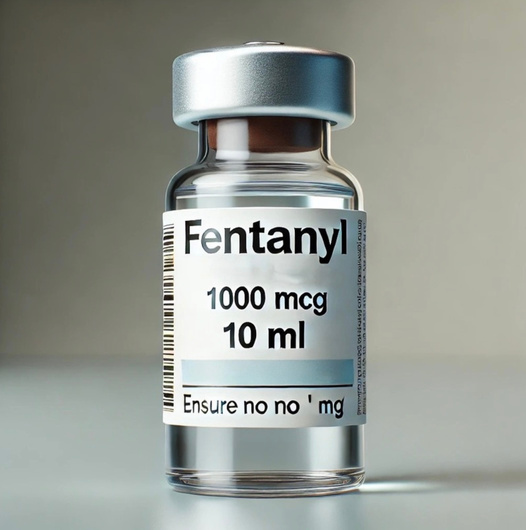 Fentanyl
1000 mcg
10 ml
Ensure no no ' mg